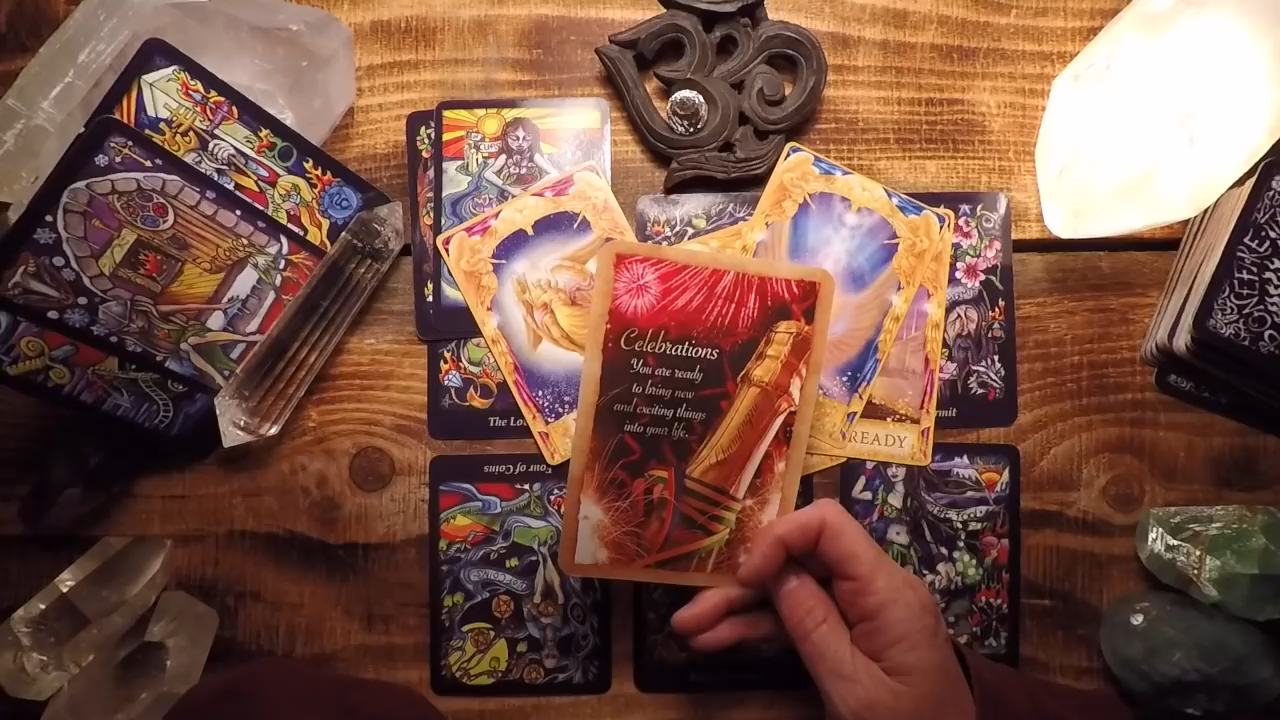 Celebrations
You are ready
to bring new
and exciting things
into your life.
READY
The Lo
mit
Four of Coins